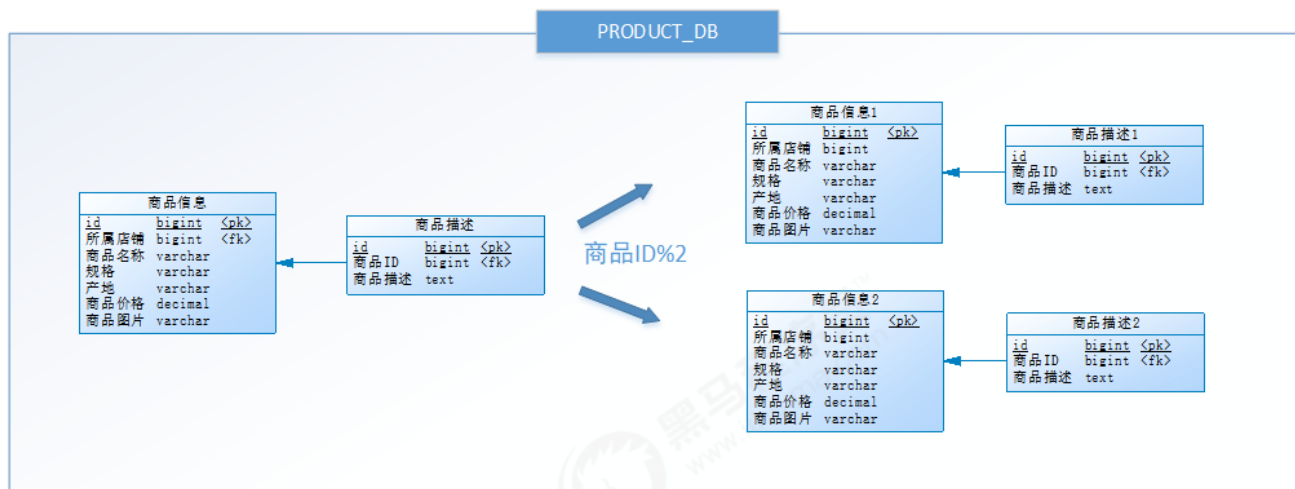 PRODUCT_DB
商品信息
id bigint <pk>
所属店铺 bigint <fk>
商品名称 varchar
规格 varchar
产地 varchar
商品价格 decimal
商品图片 varchar
商品描述
id bigint <pk>
商品ID bigint <fk>
商品描述 text
商品ID%2
商品信息1
id bigint <pk>
所属店铺 bigint
商品名称 varchar
规格 varchar
产地 varchar
商品价格 decimal
商品图片 varchar
商品描述1
id bigint <pk>
商品ID bigint <fk>
商品描述 text
商品信息2
id bigint <pk>
所属店铺 bigint
商品名称 varchar
规格 varchar
产地 varchar
商品价格 decimal
商品图片 varchar
商品描述2
id bigint <pk>
商品ID bigint <fk>
商品描述 text
黑马
www.